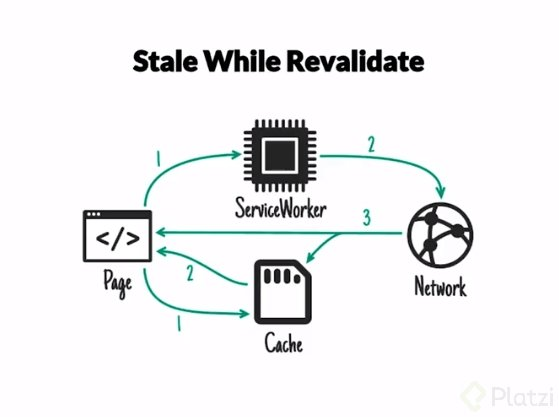 Stale While Revalidate
1
2
ServiceWorker
3
</>
Page
2
Network
1
Cache
Platzi